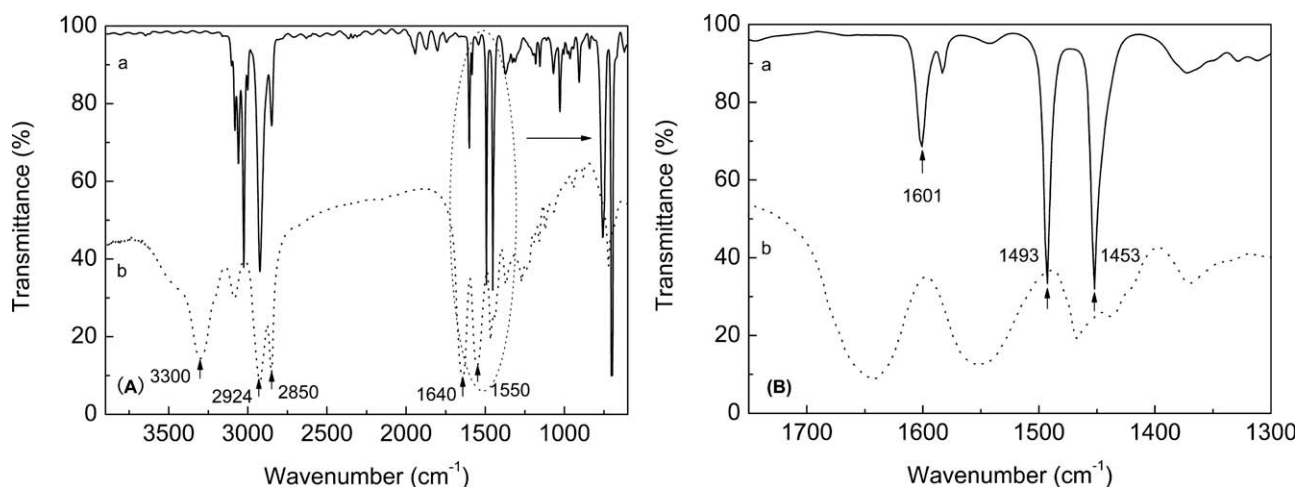 100
80
60
40
20
0
Transmittance (%)
a
b
3300
2924
2850
1640
1550
(A)
3500 3000 2500 2000 1500 1000
Wavenumber (cm⁻¹)
100
80
60
40
20
0
Transmittance (%)
a
1601
b
1493
1453
(B)
1700 1600 1500 1400 1300
Wavenumber (cm⁻¹)